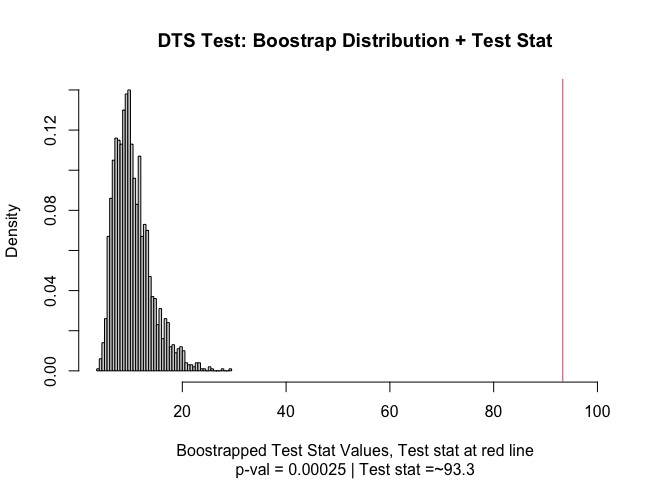 DTS Test: Boostrap Distribution + Test Stat
Density
0.12
0.08
0.04
0.00
20 40 60 80 100
Boostrapped Test Stat Values, Test stat at red line
p-val = 0.00025 | Test stat =~93.3